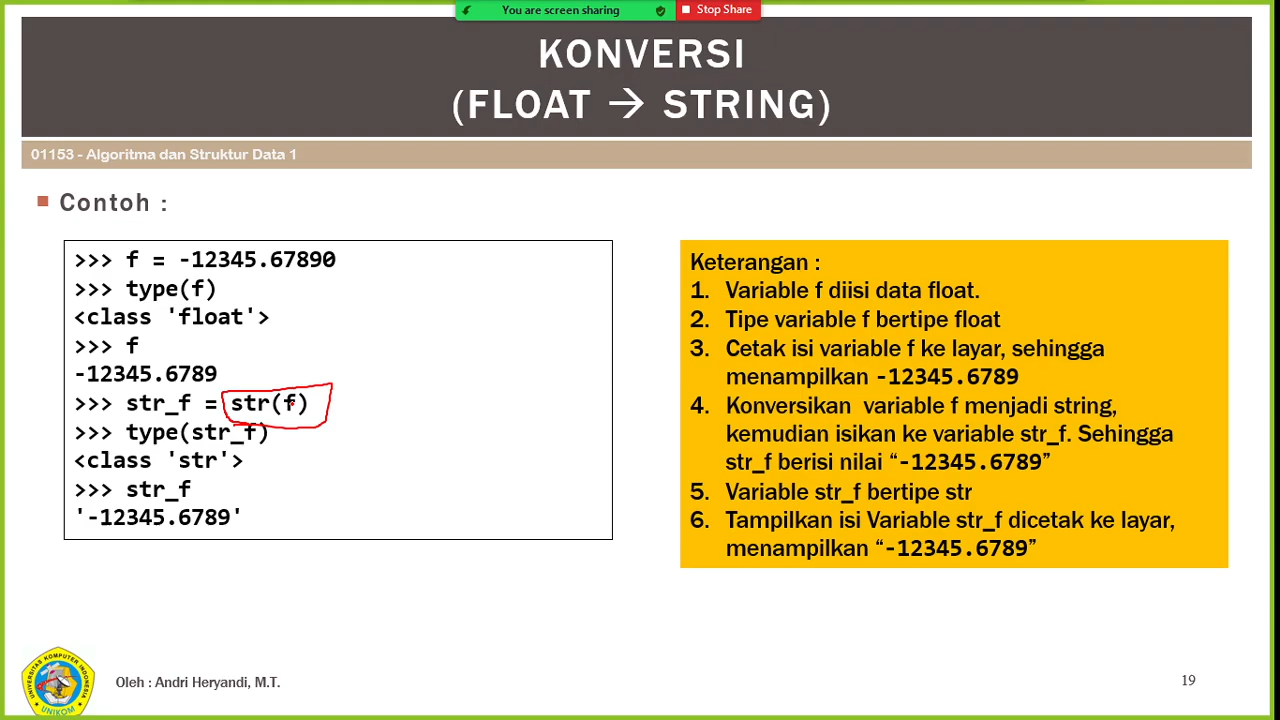 You are screen sharing
Stop Share
KONVERSI
(FLOAT → STRING)
01153 - Algoritma dan Struktur Data 1
Contoh :
>>> f = -12345.67890
>>> type(f)
<class 'float'>
>>> f
-12345.6789
>>> str_f = str(f)
>>> type(str_f)
<class 'str'>
>>> str_f
'-12345.6789'
Keterangan :
1. Variable f diisi data float.
2. Tipe variable f bertipe float
3. Cetak isi variable f ke layar, sehingga
menampilkan -12345.6789
4. Konversikan variable f menjadi string,
kemudian isikan ke variable str_f. Sehingga
str_f berisi nilai “-12345.6789”
5. Variable str_f bertipe str
6. Tampilkan isi Variable str_f dicetak ke layar,
menampilkan “-12345.6789”
UNIVERSITAS KOMPUTER INDONESIA
UNIKOM
Oleh : Andri Heryandi, M.T.
19